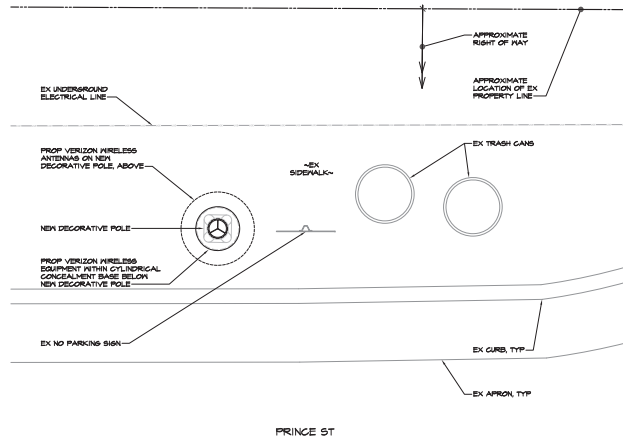 APPROXIMATE
RIGHT OF WAY
APPROXIMATE
LOCATION OF EX
PROPERTY LINE
EX UNDERGROUND
ELECTRICAL LINE
EX TRASH CANS
PROP VERIZON WIRELESS
ANTENNAS ON NEW
DECORATIVE POLE, ABOVE
~EX
SIDEWALK~
NEW DECORATIVE POLE
PROP VERIZON WIRELESS
EQUIPMENT WITHIN CYLINDRICAL
CONCEALMENT BASE BELOW
NEW DECORATIVE POLE
EX NO PARKING SIGN
EX CURB, TYP
EX APRON, TYP
PRINCE ST